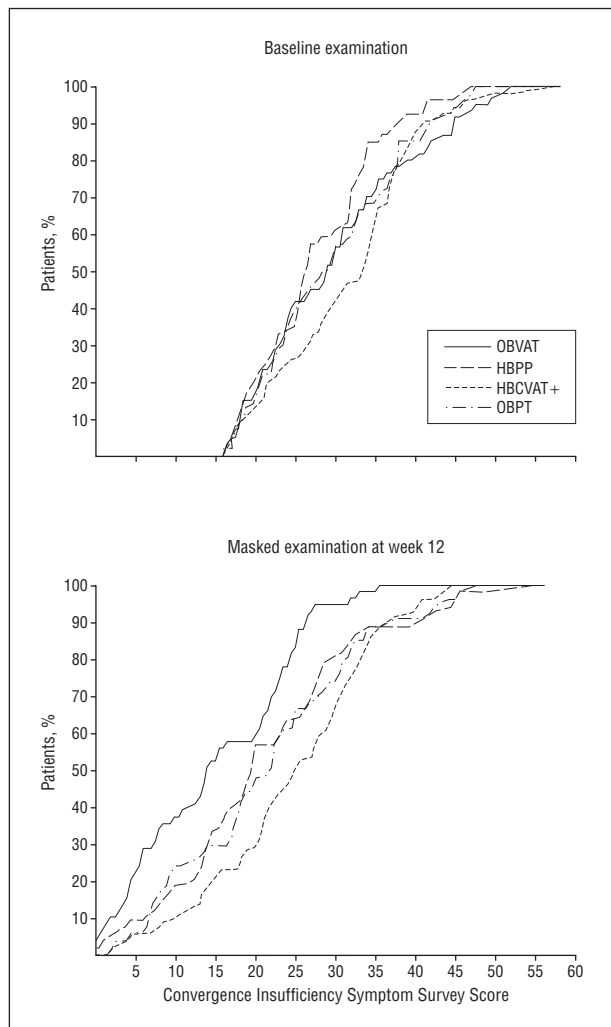 Baseline examination
100
90
80
70
60
50
40
30
20
10
Patients, %
OBVAT
HBPP
HBCVAT+
OBPT
Masked examination at week 12
100
90
80
70
60
50
40
30
20
10
Patients, %
5 10 15 20 25 30 35 40 45 50 55 60
Convergence Insufficiency Symptom Survey Score